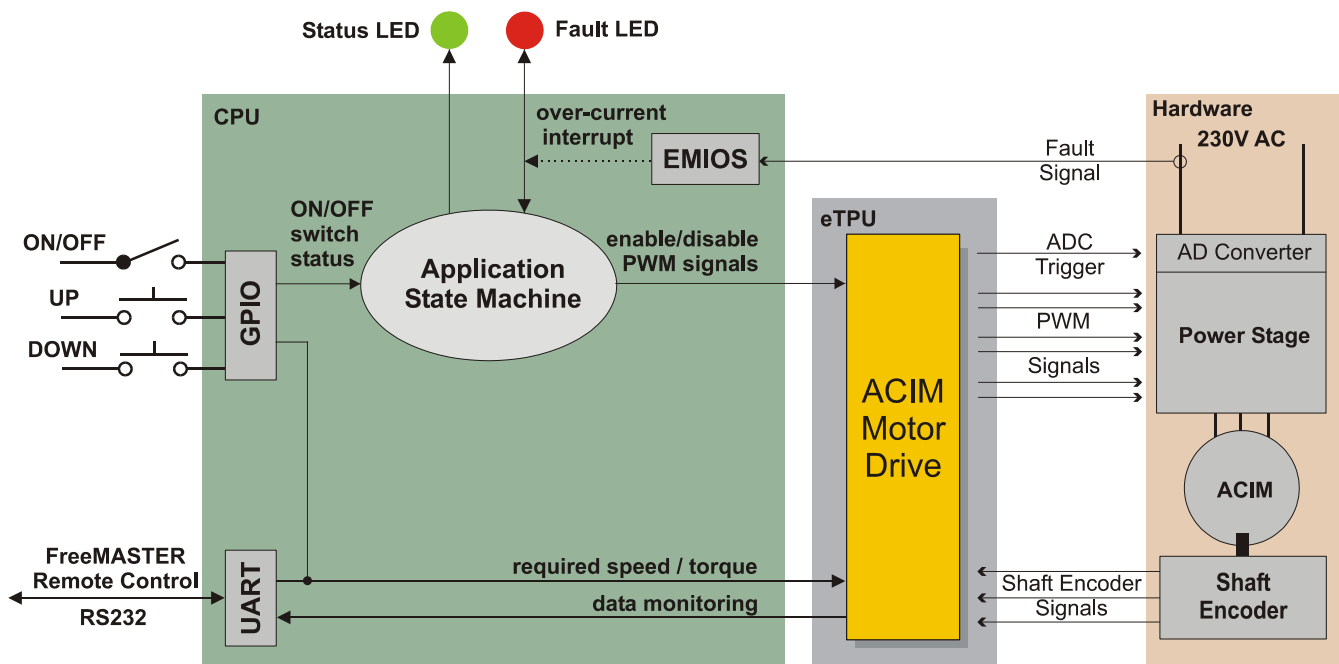 Status LED
Fault LED
CPU
over-current
interrupt
EMIOS
Fault
Signal
Hardware
230V AC
ON/OFF
UP
DOWN
GPIO
ON/OFF
switch
status
Application
State Machine
enable/disable
PWM signals
eTPU
ACIM
Motor
Drive
ADC
Trigger
PWM
Signals
AD Converter
Power Stage
ACIM
FreeMASTER
Remote Control
RS232
UART
required speed / torque
data monitoring
Shaft Encoder
Signals
Shaft
Encoder